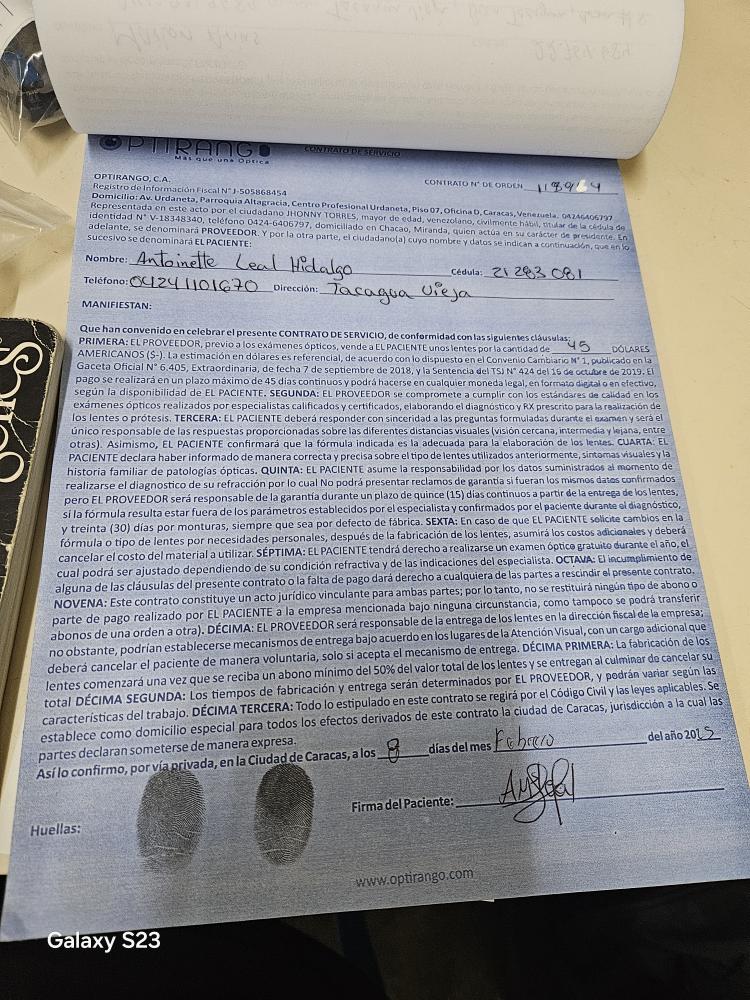 OPTIRANGO
Más que una Óptica
CONTRATO DE SERVICIO
OPTIRANGO, C.A.
CONTRATO N° DE ORDEN
Registro de Información Fiscal N° J-505868454
Domicilio: Av. Urdaneta, Parroquia Altagracia, Centro Profesional Urdaneta, Piso 07, Oficina D, Caracas, Venezuela. 04246406797
Representada en este acto por el ciudadano JHONNY TORRES, mayor de edad, venezolano, civilmente hábil, titular de la cédula de
identidad N° V-18348340, teléfono 0424-6406797, domiciliado en Chacao, Miranda, quien actúa en su carácter de presidente. En
adelante, se denominará PROVEEDOR. Y por la otra parte, el ciudadano(a) cuyo nombre y datos se indican a continuación, que en lo
sucesivo se denominará EL PACIENTE:
Nombre: Antoinette Leal Hidalgo Cédula: 21 283 081
Teléfono: 04241101670 Dirección: Tacagua Vieja
MANIFIESTAN:
Que han convenido en celebrar el presente CONTRATO DE SERVICIO, de conformidad con las siguientes cláusulas:
PRIMERA: EL PROVEEDOR, previo a los exámenes ópticos, vende a EL PACIENTE unos lentes por la cantidad de 45 DÓLARES
AMERICANOS ($-). La estimación en dólares es referencial, de acuerdo con lo dispuesto en el Convenio Cambiario N° 1, publicado en la
Gaceta Oficial N° 6.405, Extraordinaria, de fecha 7 de septiembre de 2018, y la Sentencia del TSJ N° 424 del 16 de octubre de 2019. El
pago se realizará en un plazo máximo de 45 días continuos y podrá hacerse en cualquier moneda legal, en formato digital o en efectivo,
según la disponibilidad de EL PACIENTE. SEGUNDA: EL PROVEEDOR se compromete a cumplir con los estándares de calidad en los
exámenes ópticos realizados por especialistas calificados y certificados, elaborando el diagnóstico y RX prescrito para la realización de
los lentes o prótesis. TERCERA: EL PACIENTE deberá responder con sinceridad a las preguntas formuladas durante el examen y será el
único responsable de las respuestas proporcionadas sobre las diferentes distancias visuales (visión cercana, intermedia y lejana, entre
otras). Asimismo, EL PACIENTE confirmará que la fórmula indicada es la adecuada para la elaboración de los lentes. CUARTA: EL
PACIENTE declara haber informado de manera correcta y precisa sobre el tipo de lentes utilizados anteriormente, síntomas visuales y la
historia familiar de patologías ópticas. QUINTA: EL PACIENTE asume la responsabilidad por los datos suministrados al momento de
realizarse el diagnostico de su refracción por lo cual No podrá presentar reclamos de garantía si fueran los mismos datos confirmados
pero EL PROVEEDOR será responsable de la garantía durante un plazo de quince (15) días continuos a partir de la entrega de los lentes,
si la fórmula resulta estar fuera de los parámetros establecidos por el especialista y confirmados por el paciente durante el diagnóstico,
y treinta (30) días por monturas, siempre que sea por defecto de fábrica. SEXTA: En caso de que EL PACIENTE solicite cambios en la
fórmula o tipo de lentes por necesidades personales, después de la fabricación de los lentes, asumirá los costos adicionales y deberá
cancelar el costo del material a utilizar. SÉPTIMA: EL PACIENTE tendrá derecho a realizarse un examen óptico gratuito durante el año, el
cual podrá ser ajustado dependiendo de su condición refractiva y de las indicaciones del especialista. OCTAVA: El incumplimiento de
alguna de las cláusulas del presente contrato o la falta de pago dará derecho a cualquiera de las partes a rescindir el presente contrato.
NOVENA: Este contrato constituye un acto jurídico vinculante para ambas partes; por lo tanto, no se restituirá ningún tipo de abono o
parte de pago realizado por EL PACIENTE a la empresa mencionada bajo ninguna circunstancia, como tampoco se podrá transferir
abonos de una orden a otra). DÉCIMA: EL PROVEEDOR será responsable de la entrega de los lentes en la dirección fiscal de la empresa;
no obstante, podrían establecerse mecanismos de entrega bajo acuerdo en los lugares de la Atención Visual, con un cargo adicional que
deberá cancelar el paciente de manera voluntaria, solo si acepta el mecanismo de entrega. DÉCIMA PRIMERA: La fabricación de los
lentes comenzará una vez que se reciba un abono mínimo del 50% del valor total de los lentes y se entregan al culminar de cancelar su
total DÉCIMA SEGUNDA: Los tiempos de fabricación y entrega serán determinados por EL PROVEEDOR, y podrán variar según las
características del trabajo. DÉCIMA TERCERA: Todo lo estipulado en este contrato se regirá por el Código Civil y las leyes aplicables. Se
establece como domicilio especial para todos los efectos derivados de este contrato la ciudad de Caracas, jurisdicción a la cual las
partes declaran someterse de manera expresa.
Así lo confirmo, por vía privada, en la Ciudad de Caracas, a los 8 días del mes Febrero del año 2025
Huellas:
Firma del Paciente:
www.optirango.com
Galaxy S23